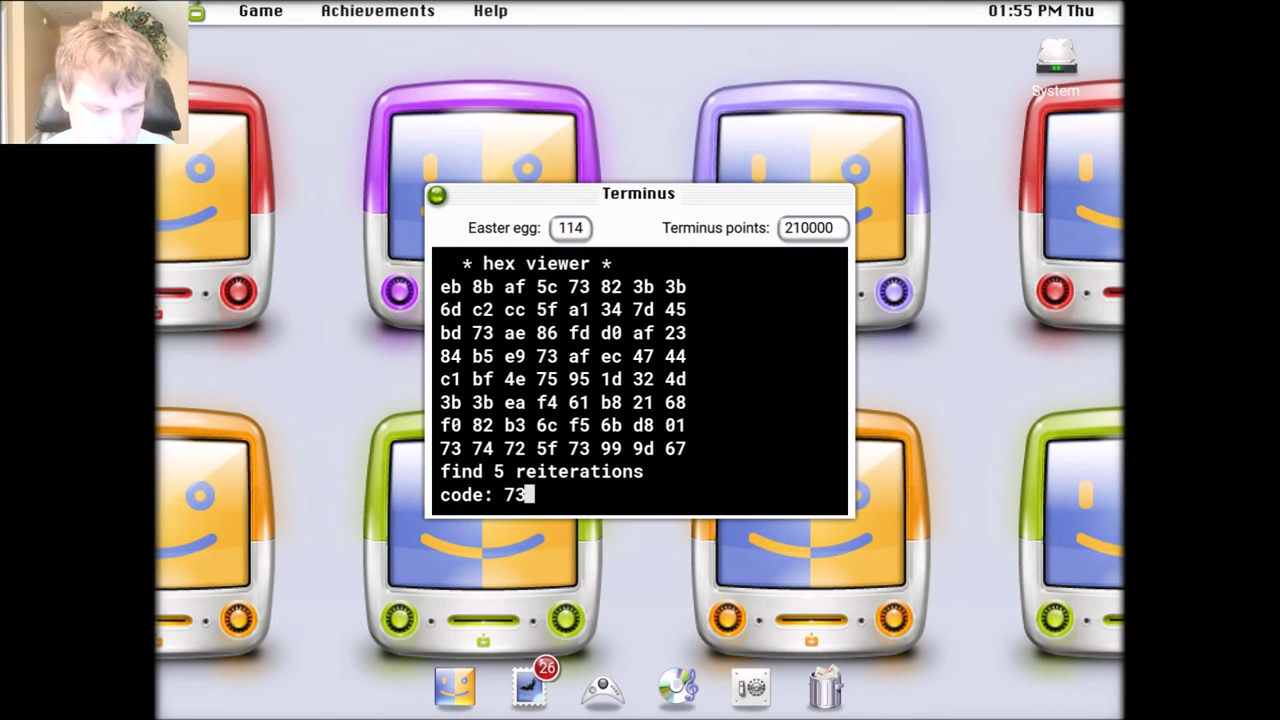 Game Achievements Help 01:55 PM Thu
System
Terminus
Easter egg: 114 Terminus points: 210000
* hex viewer *
eb 8b af 5c 73 82 3b 3b
6d c2 cc 5f a1 34 7d 45
bd 73 ae 86 fd d0 af 23
84 b5 e9 73 af ec 47 44
c1 bf 4e 75 95 1d 32 4d
3b 3b ea f4 61 b8 21 68
f0 82 b3 6c f5 6b d8 01
73 74 72 5f 73 99 9d 67
find 5 reiterations
code: 73
26